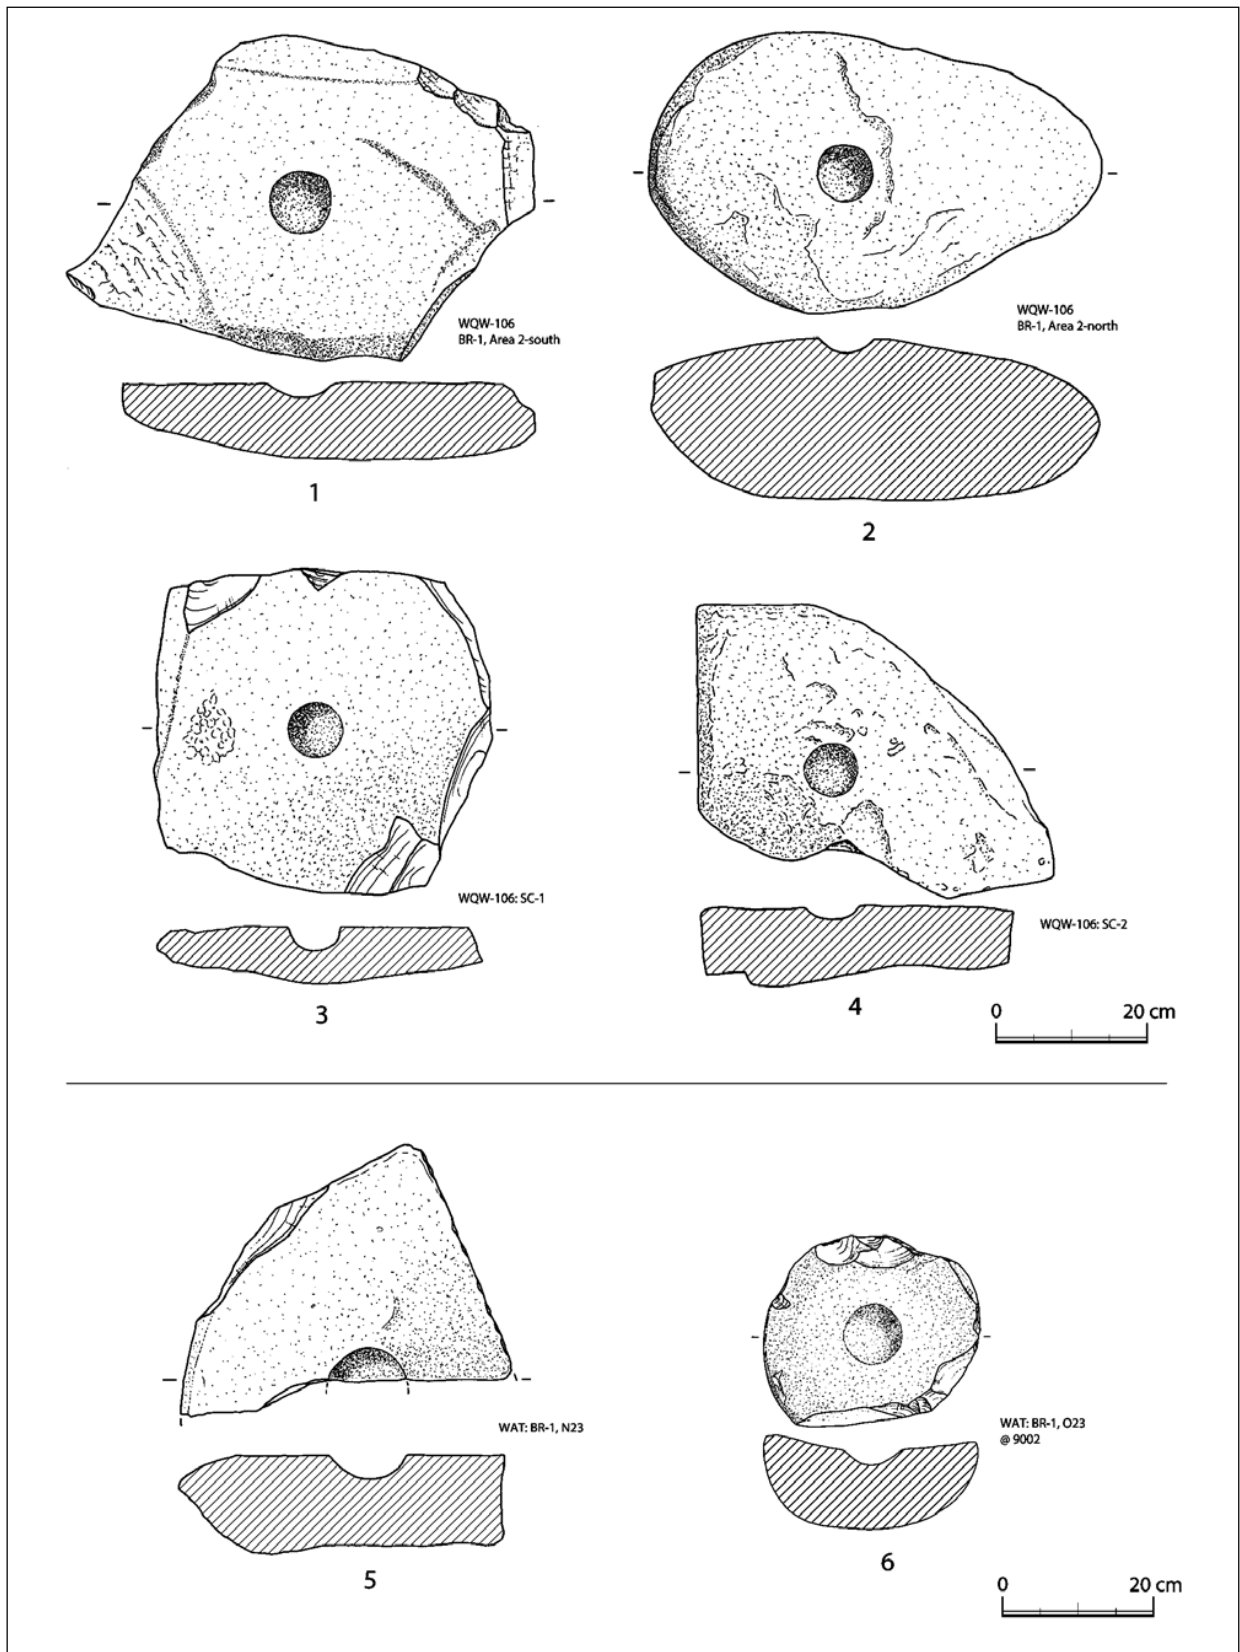 WQW-106
BR-1, Area 2-south
1
WQW-106
BR-1, Area 2-north
2
WQW-106: SC-1
3
WQW-106: SC-2
4
0 20 cm
WAT: BR-1, N23
5
WAT: BR-1, O23
@ 9002
6
0 20 cm